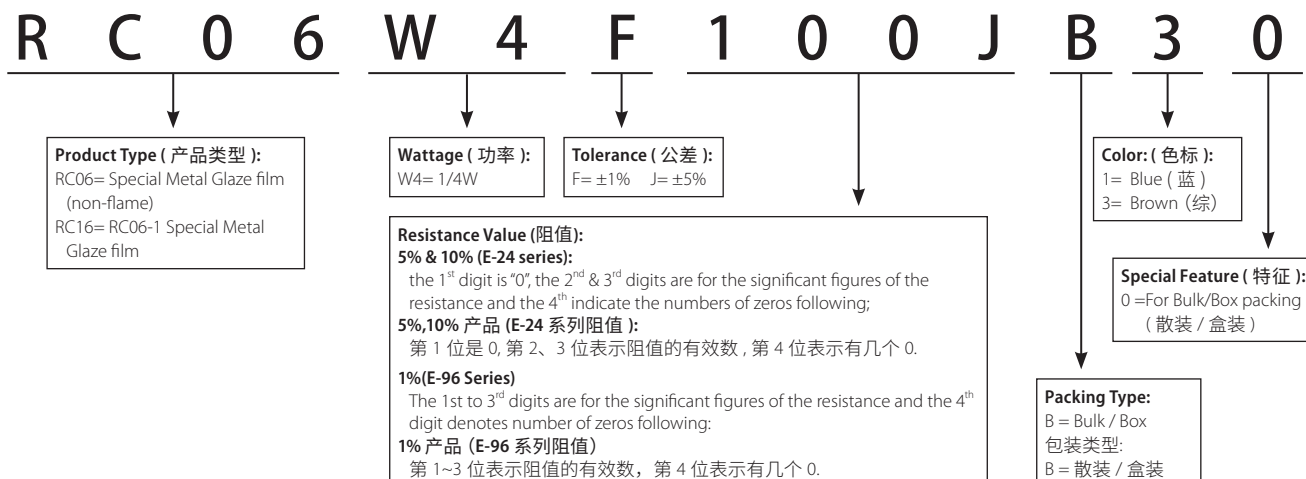 R C 0 6 W 4 F 1 0 0 J B 3 0
Product Type ( 产品类型 ):
RC06= Special Metal Glaze film
(non-flame)
RC16= RC06-1 Special Metal
Glaze film
Wattage ( 功率 ):
W4= 1/4W
Tolerance ( 公差 ):
F= ±1% J= ±5%
Resistance Value (阻值):
5% & 10% (E-24 series):
the 1st digit is “0”, the 2nd & 3rd digits are for the significant figures of the
resistance and the 4th indicate the numbers of zeros following;
5%,10% 产品 (E-24 系列阻值 ):
第 1 位是 0, 第 2、3 位表示阻值的有效数 , 第 4 位表示有几个 0.
1%(E-96 Series)
The 1st to 3rd digits are for the significant figures of the resistance and the 4th
digit denotes number of zeros following:
1% 产品（E-96 系列阻值）
第 1~3 位表示阻值的有效数，第 4 位表示有几个 0.
Color: ( 色标 ):
1= Blue ( 蓝 )
3= Brown（综）
Special Feature ( 特征 ):
0 =For Bulk/Box packing
( 散装 / 盒装 )
Packing Type:
B = Bulk / Box
包装类型:
B = 散装 / 盒装